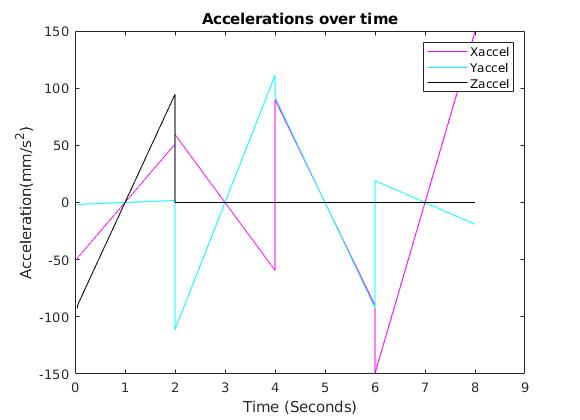 Accelerations over time
Xaccel
Yaccel
Zaccel
Acceleration(mm/s²)
150
100
50
0
-50
-100
-150
0 1 2 3 4 5 6 7 8 9
Time (Seconds)